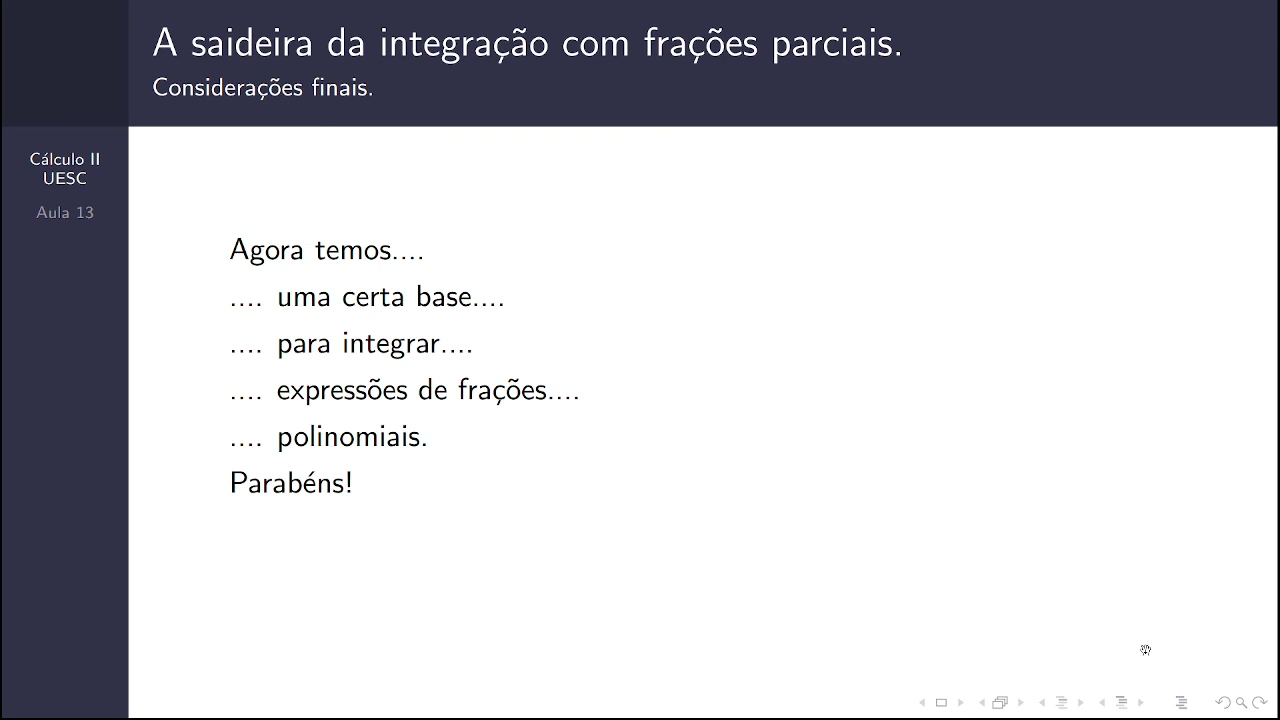 A saideira da integração com frações parciais.
Considerações finais.
Cálculo II
UESC
Aula 13
Agora temos....
.... uma certa base....
.... para integrar....
.... expressões de frações....
.... polinomiais.
Parabéns!